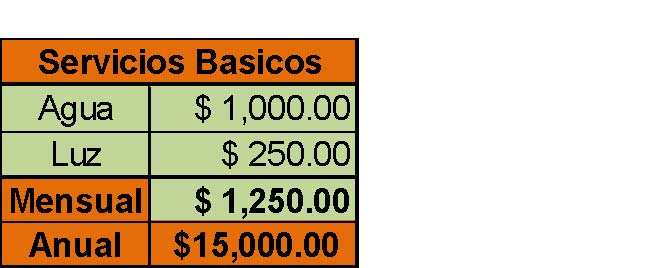 Servicios Basicos
Agua $ 1,000.00
Luz $ 250.00
Mensual $ 1,250.00
Anual $15,000.00